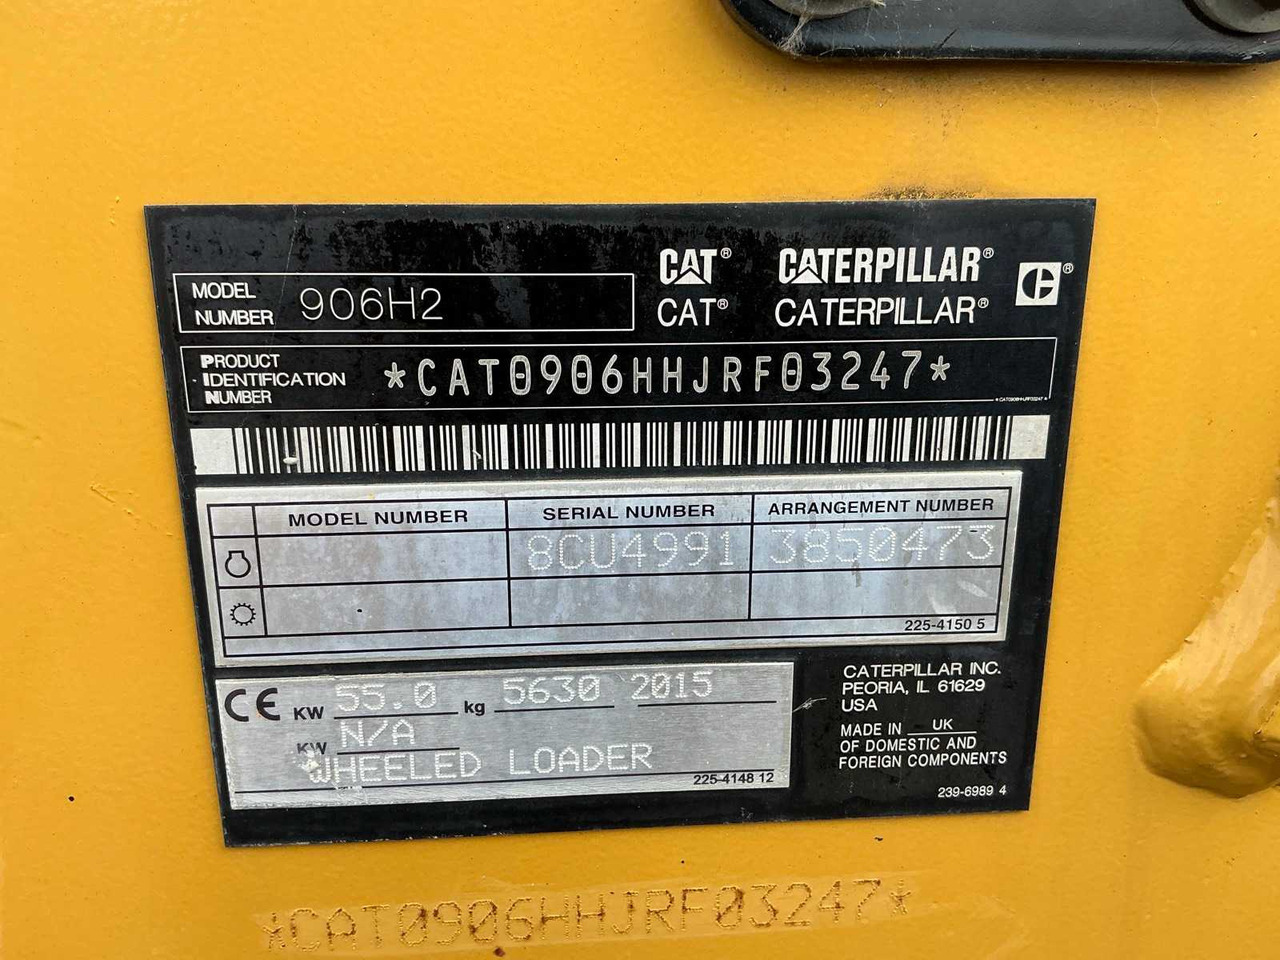 CAT® CATERPILLAR®
MODEL NUMBER 906H2
CAT® CATERPILLAR®
PRODUCT IDENTIFICATION NUMBER *CAT0906HHJRF03247*
*CAT0906HHJRF03247*
MODEL NUMBER SERIAL NUMBER ARRANGEMENT NUMBER
8CU4991 3850473
225-4150 5
CE KW 55.0 kg 5630 2015
KW N/A
WHEELED LOADER
225-4148 12
CATERPILLAR INC.
PEORIA, IL 61629
USA
MADE IN UK
OF DOMESTIC AND
FOREIGN COMPONENTS
239-6989 4
*CAT0906HHJRF03247*